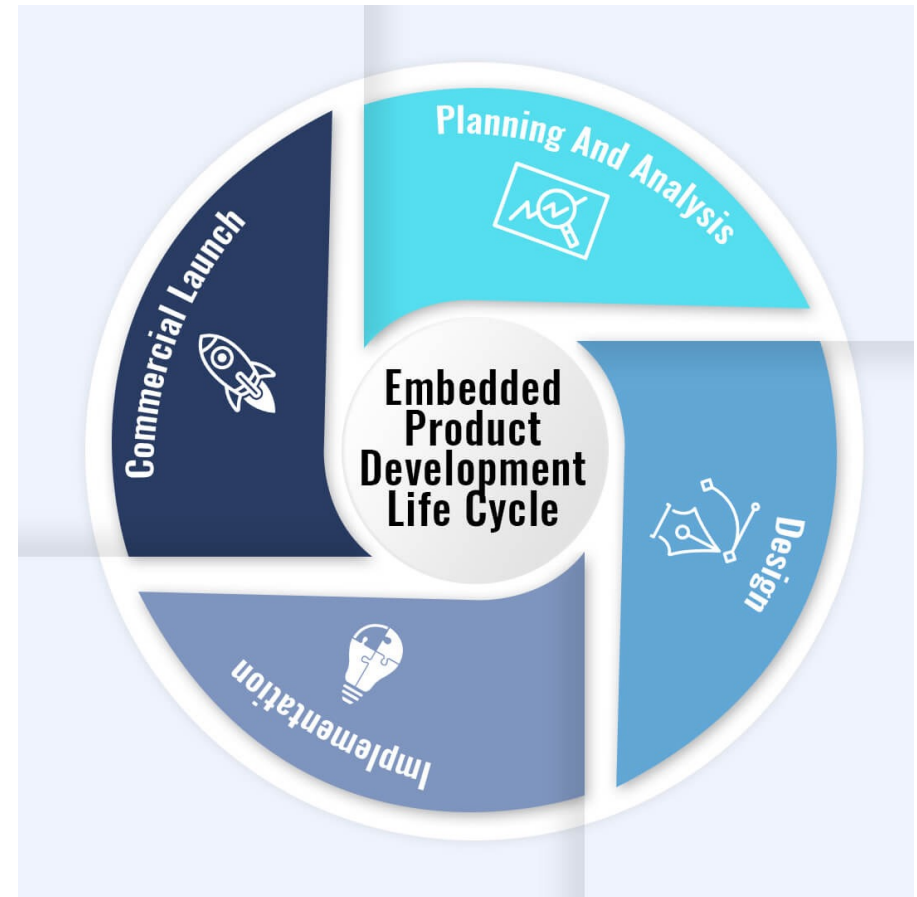 Planning And Analysis
Design
Implementation
Commercial Launch
Embedded
Product
Development
Life Cycle